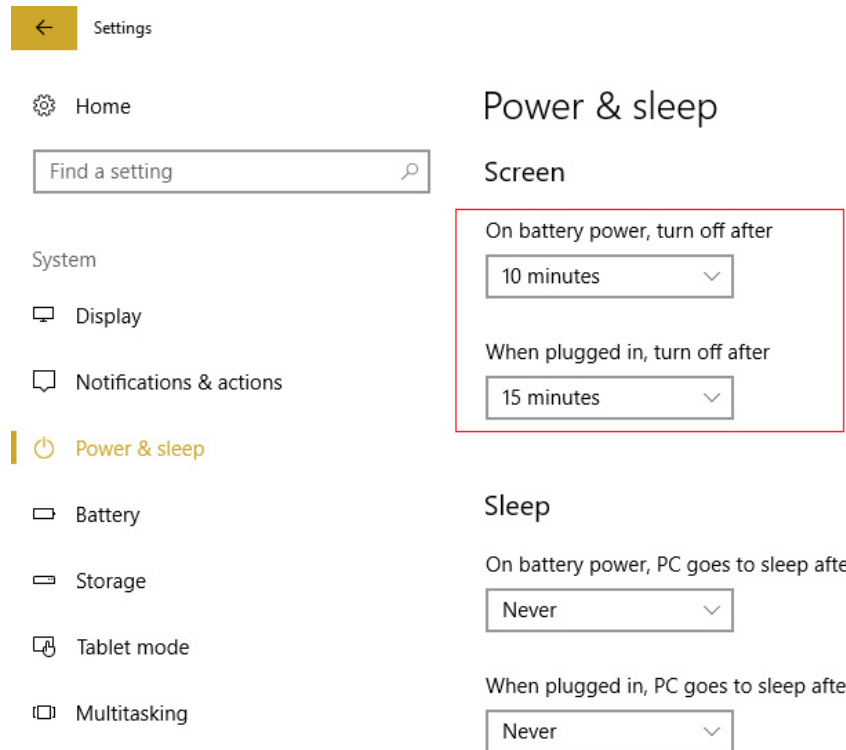 Settings
Home
Find a setting
System
Display
Notifications & actions
Power & sleep
Battery
Storage
Tablet mode
Multitasking
Power & sleep
Screen
On battery power, turn off after
10 minutes
When plugged in, turn off after
15 minutes
Sleep
On battery power, PC goes to sleep afte
Never
When plugged in, PC goes to sleep afte
Never